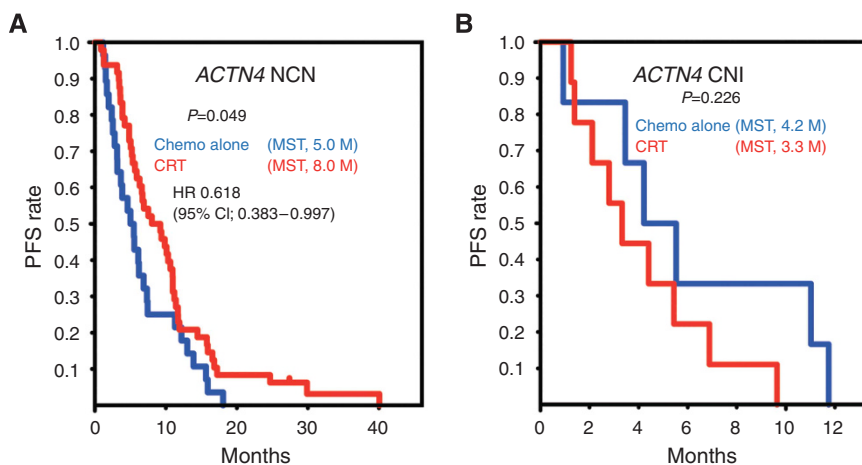 A
ACTN4 NCN
P=0.049
Chemo alone (MST, 5.0 M)
CRT (MST, 8.0 M)
HR 0.618
(95% CI; 0.383–0.997)
PFS rate
1.0
0.9
0.8
0.7
0.6
0.5
0.4
0.3
0.2
0.1
0 10 20 30 40
Months
B
ACTN4 CNI
P=0.226
Chemo alone (MST, 4.2 M)
CRT (MST, 3.3 M)
PFS rate
1.0
0.9
0.8
0.7
0.6
0.5
0.4
0.3
0.2
0.1
0 2 4 6 8 10 12
Months